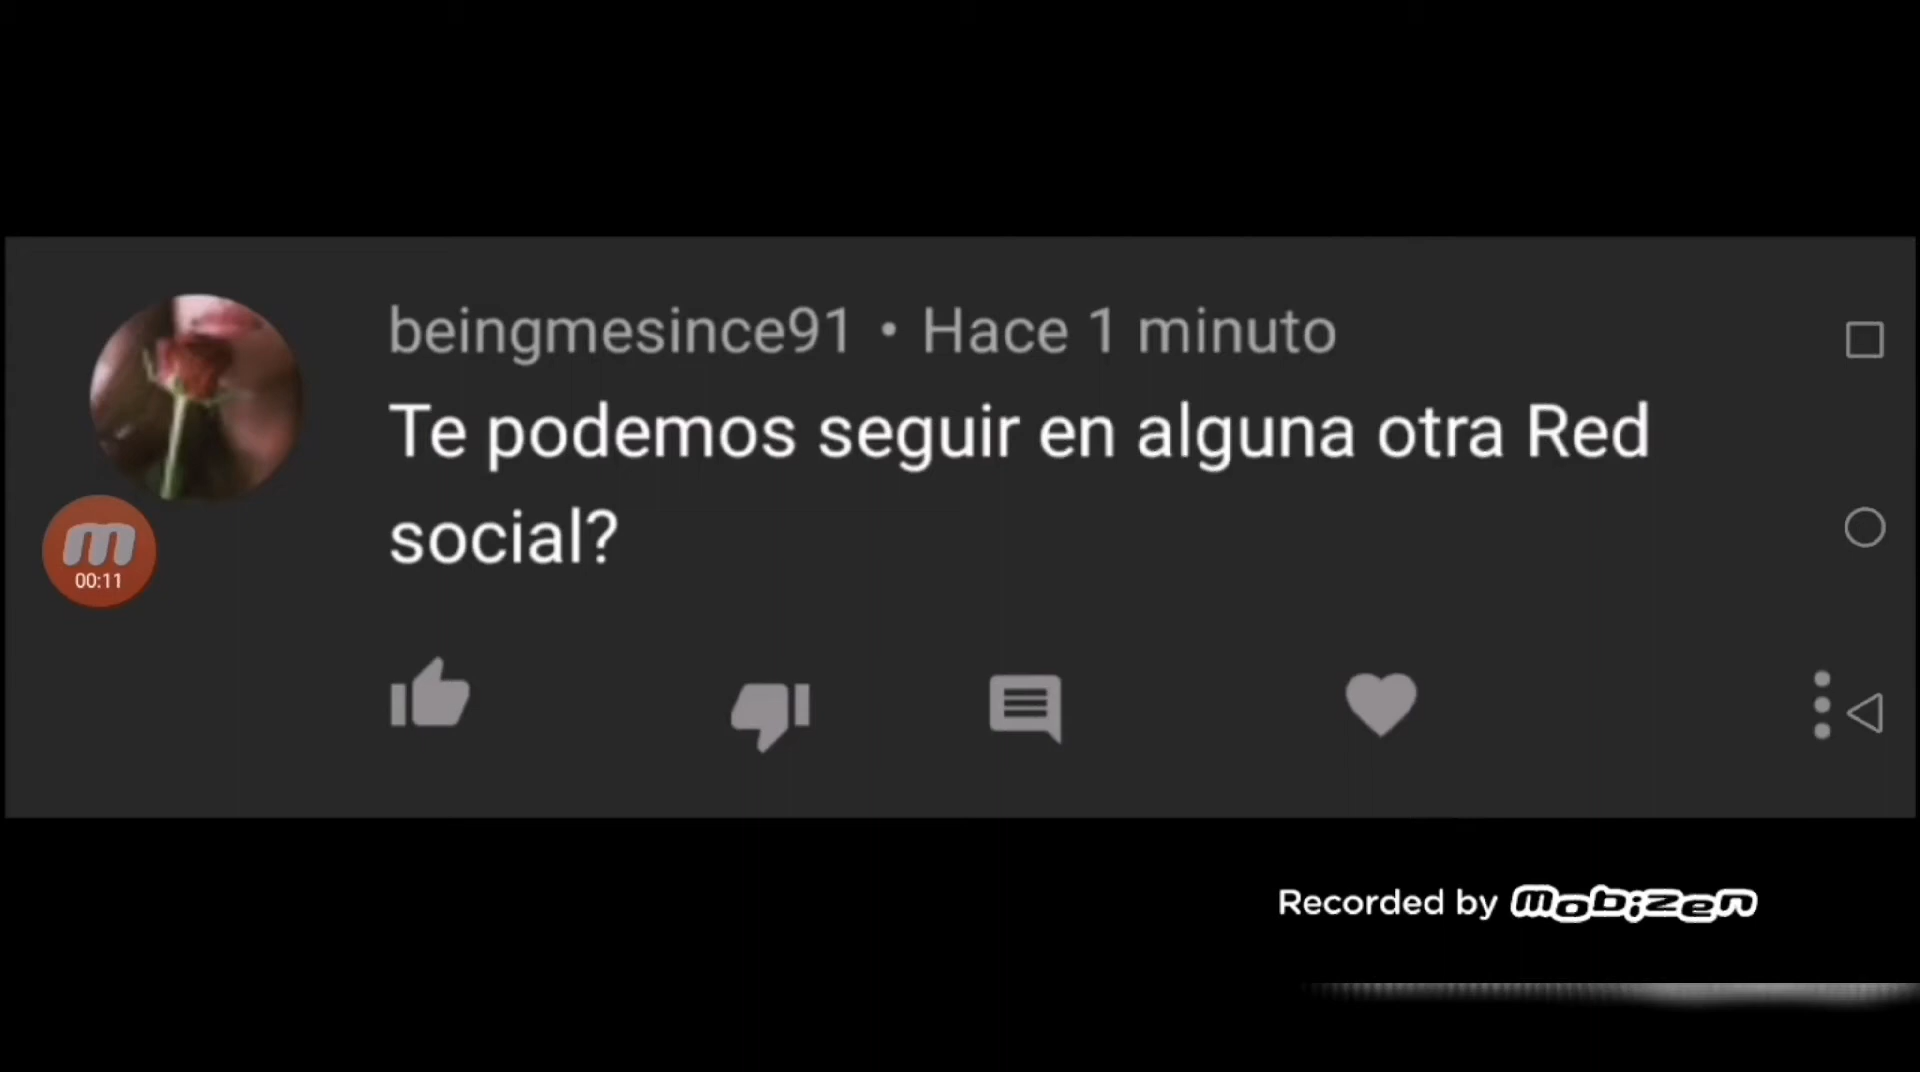 beingmesince91 • Hace 1 minuto
Te podemos seguir en alguna otra Red
social?
m
00:11
Recorded by mobizen